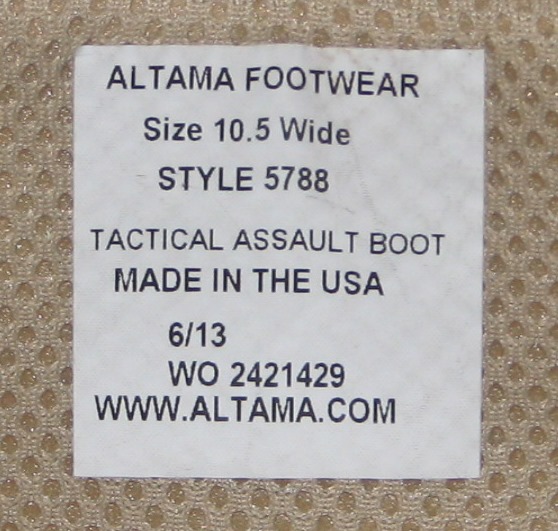 ALTAMA FOOTWEAR
Size 10.5 Wide
STYLE 5788
TACTICAL ASSAULT BOOT
MADE IN THE USA
6/13
WO 2421429
WWW.ALTAMA.COM